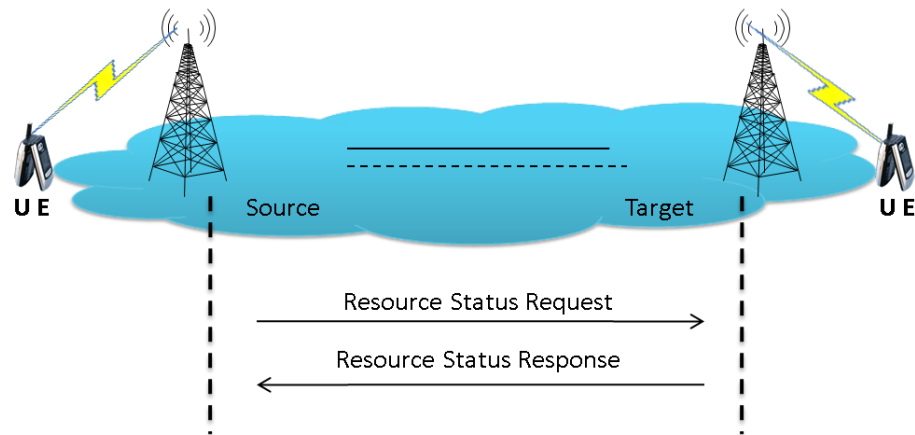 U E
Source
Target
U E
Resource Status Request
Resource Status Response